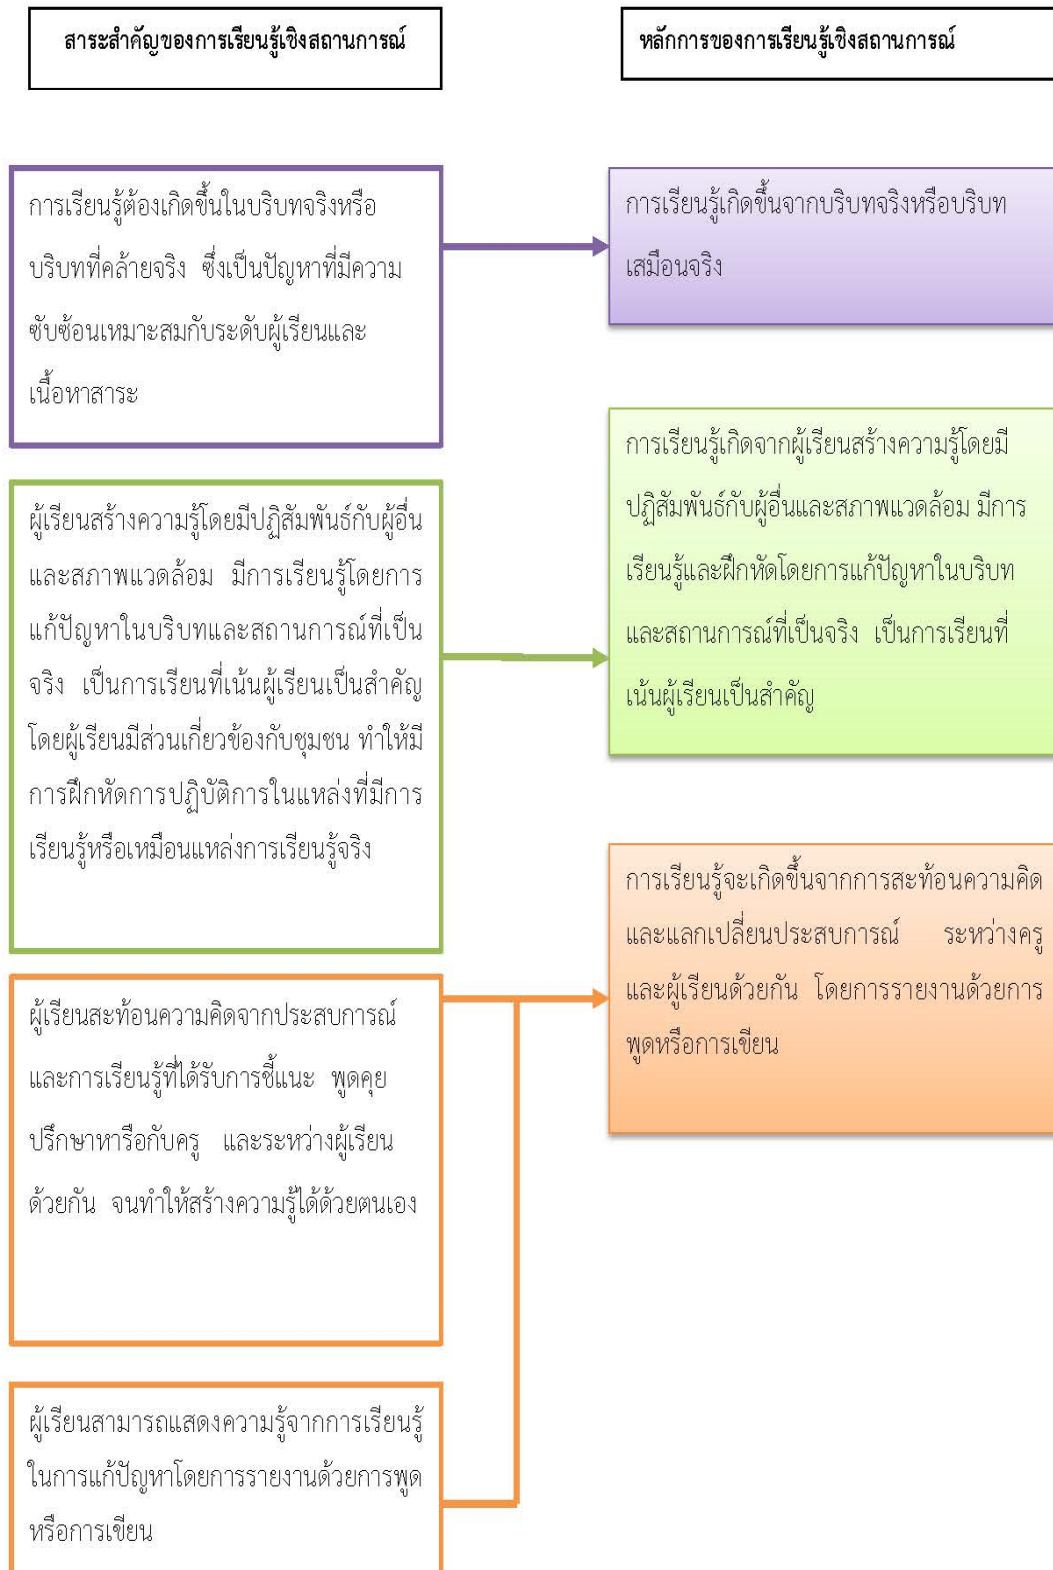 สาระสำคัญของการเรียนรู้เชิงสถานการณ์
หลักการของการเรียนรู้เชิงสถานการณ์
การเรียนรู้ต้องเกิดขึ้นในบริบทจริงหรือ
บริบทที่คล้ายจริง ซึ่งเป็นปัญหาที่มีความ
ซับซ้อนเหมาะสมกับระดับผู้เรียนและ
เนื้อหาสาระ
การเรียนรู้เกิดขึ้นจากบริบทจริงหรือบริบท
เสมือนจริง
ผู้เรียนสร้างความรู้โดยมีปฏิสัมพันธ์กับผู้อื่น
และสภาพแวดล้อม มีการเรียนรู้โดยการ
แก้ปัญหาในบริบทและสถานการณ์ที่เป็น
จริง เป็นการเรียนที่เน้นผู้เรียนเป็นสำคัญ
โดยผู้เรียนมีส่วนเกี่ยวข้องกับชุมชน ทำให้มี
การฝึกหัดการปฏิบัติการในแหล่งที่มีการ
เรียนรู้หรือเหมือนแหล่งการเรียนรู้จริง
การเรียนรู้เกิดจากผู้เรียนสร้างความรู้โดยมี
ปฏิสัมพันธ์กับผู้อื่นและสภาพแวดล้อม มีการ
เรียนรู้และฝึกหัดโดยการแก้ปัญหาในบริบท
และสถานการณ์ที่เป็นจริง เป็นการเรียนที่
เน้นผู้เรียนเป็นสำคัญ
ผู้เรียนสะท้อนความคิดจากประสบการณ์
และการเรียนรู้ที่ได้รับการชี้แนะ พูดคุย
ปรึกษาหารือกับครู และระหว่างผู้เรียน
ด้วยกัน จนทำให้สร้างความรู้ได้ด้วยตนเอง
การเรียนรู้จะเกิดขึ้นจากการสะท้อนความคิด
และแลกเปลี่ยนประสบการณ์ ระหว่างครู
และผู้เรียนด้วยกัน โดยการรายงานด้วยการ
พูดหรือการเขียน
ผู้เรียนสามารถแสดงความรู้จากการเรียนรู้
ในการแก้ปัญหาโดยการรายงานด้วยการพูด
หรือการเขียน